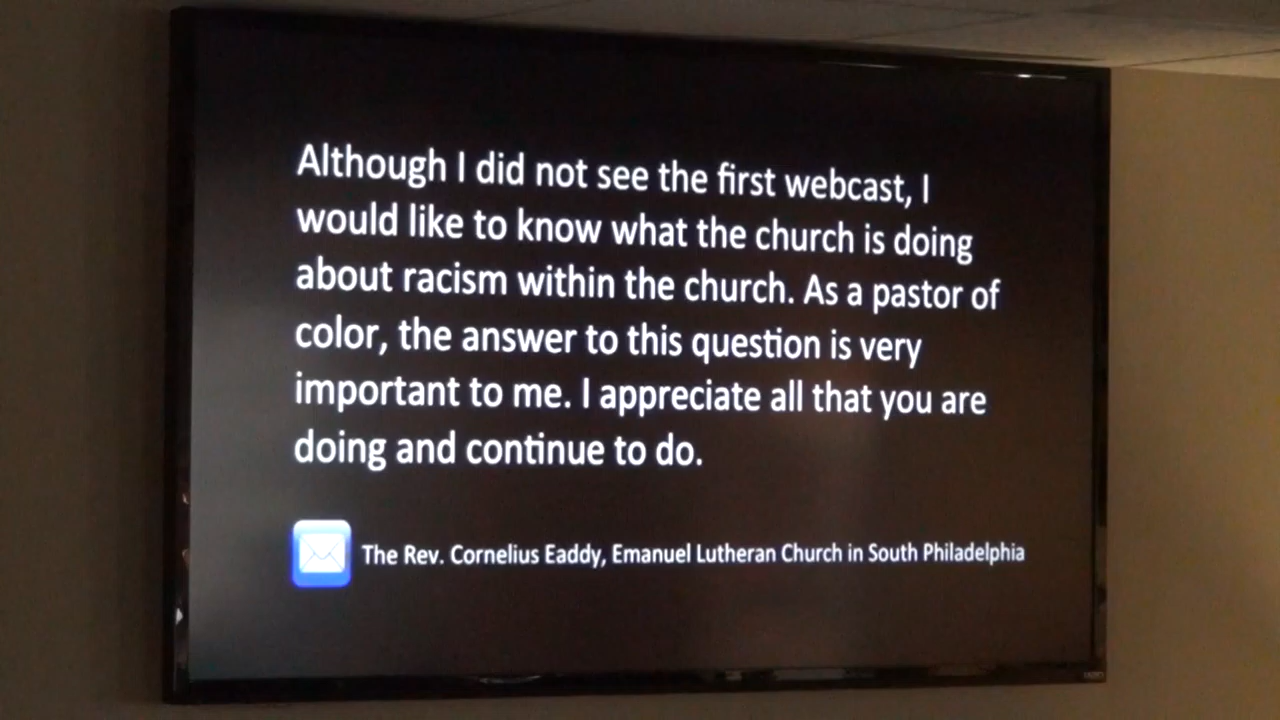 Although I did not see the first webcast, I
would like to know what the church is doing
about racism within the church. As a pastor of
color, the answer to this question is very
important to me. I appreciate all that you are
doing and continue to do.
The Rev. Cornelius Eaddy, Emanuel Lutheran Church in South Philadelphia